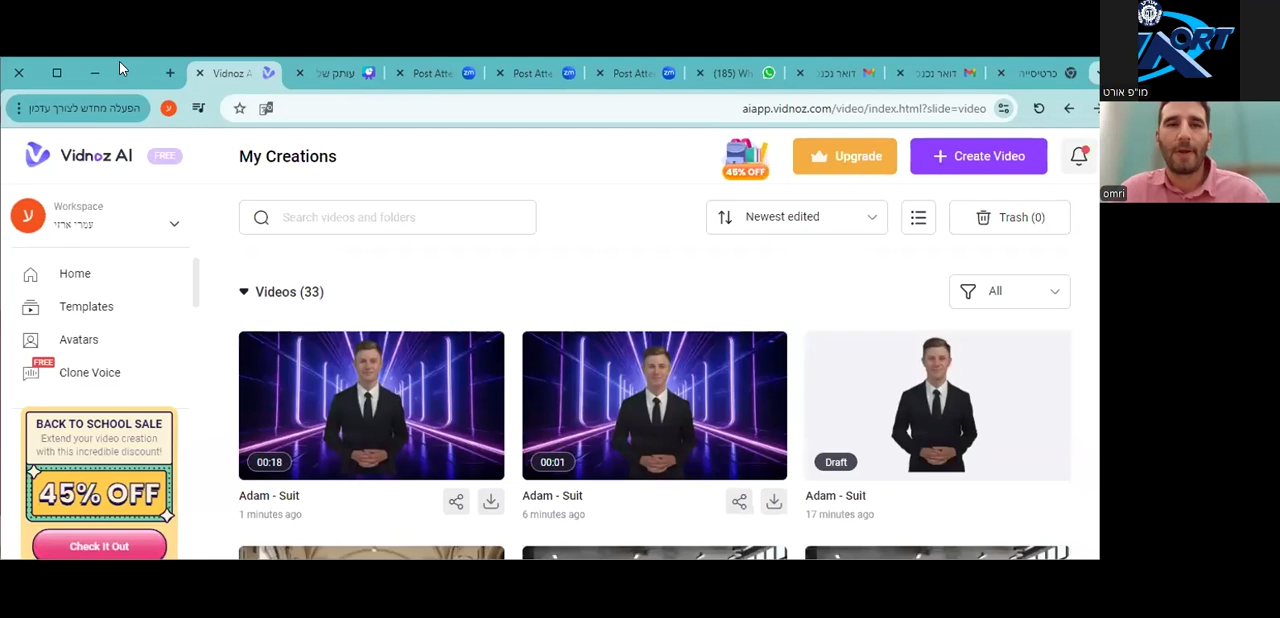 Vidnoz A
עותק של
Post Atte
Post Atte
Post Atte
(185) Wh
דואר נכנס
דואר נכנס
כרטיסייה
הפעלה מחדש לצורך עדכון
ע
aiapp.vidnoz.com/video/index.html?slide=video
Vidnoz AI
FREE
My Creations
45% OFF
Upgrade
+ Create Video
ע
Workspace
עמרי ארזי
Search videos and folders
Newest edited
Trash (0)
Home
Templates
Avatars
FREE
Clone Voice
Videos (33)
All
00:18
00:01
Draft
Adam - Suit
1 minutes ago
Adam - Suit
6 minutes ago
Adam - Suit
17 minutes ago
BACK TO SCHOOL SALE
Extend your video creation
with this incredible discount!
45% OFF
Check It Out
ORT
מו"פ אורט
omri